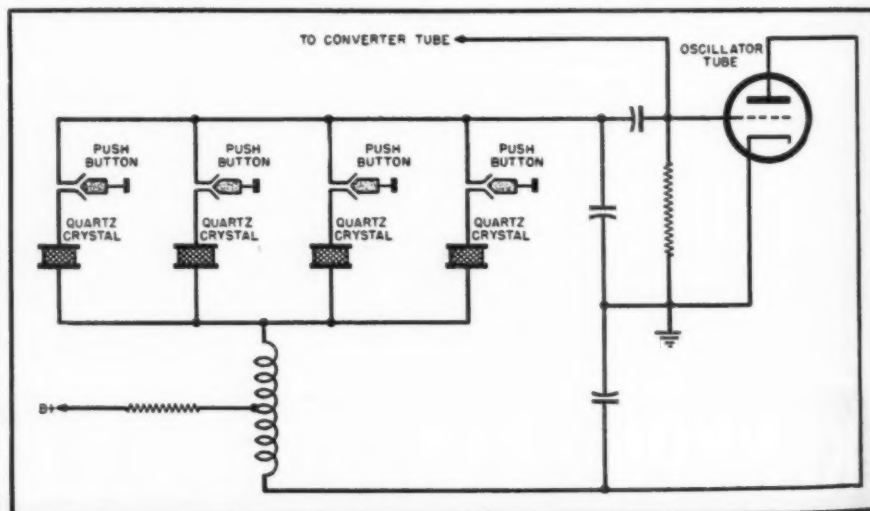 TO CONVERTER TUBE
OSCILLATOR
TUBE
PUSH
BUTTON
PUSH
BUTTON
PUSH
BUTTON
PUSH
BUTTON
QUARTZ
CRYSTAL
QUARTZ
CRYSTAL
QUARTZ
CRYSTAL
QUARTZ
CRYSTAL
B+